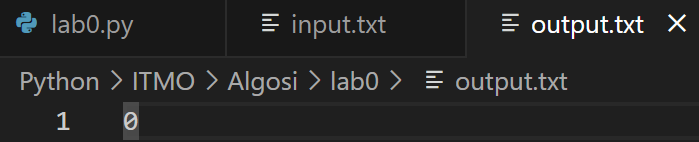 lab0.py input.txt output.txt
Python > ITMO > Algosi > lab0 > output.txt
1 0